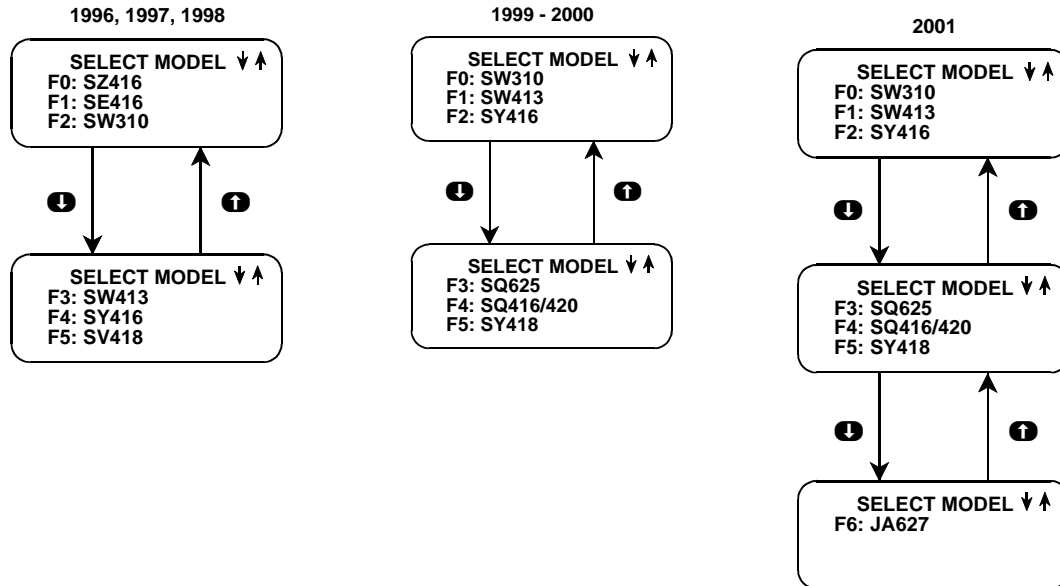 1996, 1997, 1998
SELECT MODEL
F0: SZ416
F1: SE416
F2: SW310
SELECT MODEL
F3: SW413
F4: SY416
F5: SV418
1999 - 2000
SELECT MODEL
F0: SW310
F1: SW413
F2: SY416
SELECT MODEL
F3: SQ625
F4: SQ416/420
F5: SY418
2001
SELECT MODEL
F0: SW310
F1: SW413
F2: SY416
SELECT MODEL
F3: SQ625
F4: SQ416/420
F5: SY418
SELECT MODEL
F6: JA627